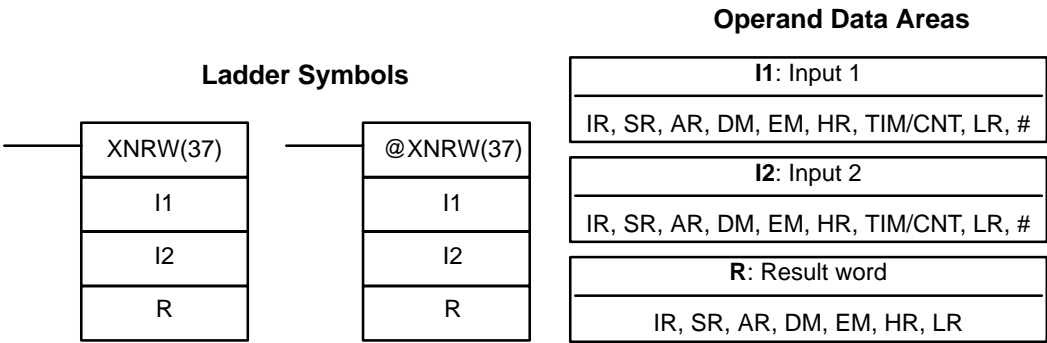 Operand Data Areas
Ladder Symbols
XNRW(37)
I1
I2
R
@XNRW(37)
I1
I2
R
I1: Input 1
IR, SR, AR, DM, EM, HR, TIM/CNT, LR, #
I2: Input 2
IR, SR, AR, DM, EM, HR, TIM/CNT, LR, #
R: Result word
IR, SR, AR, DM, EM, HR, LR